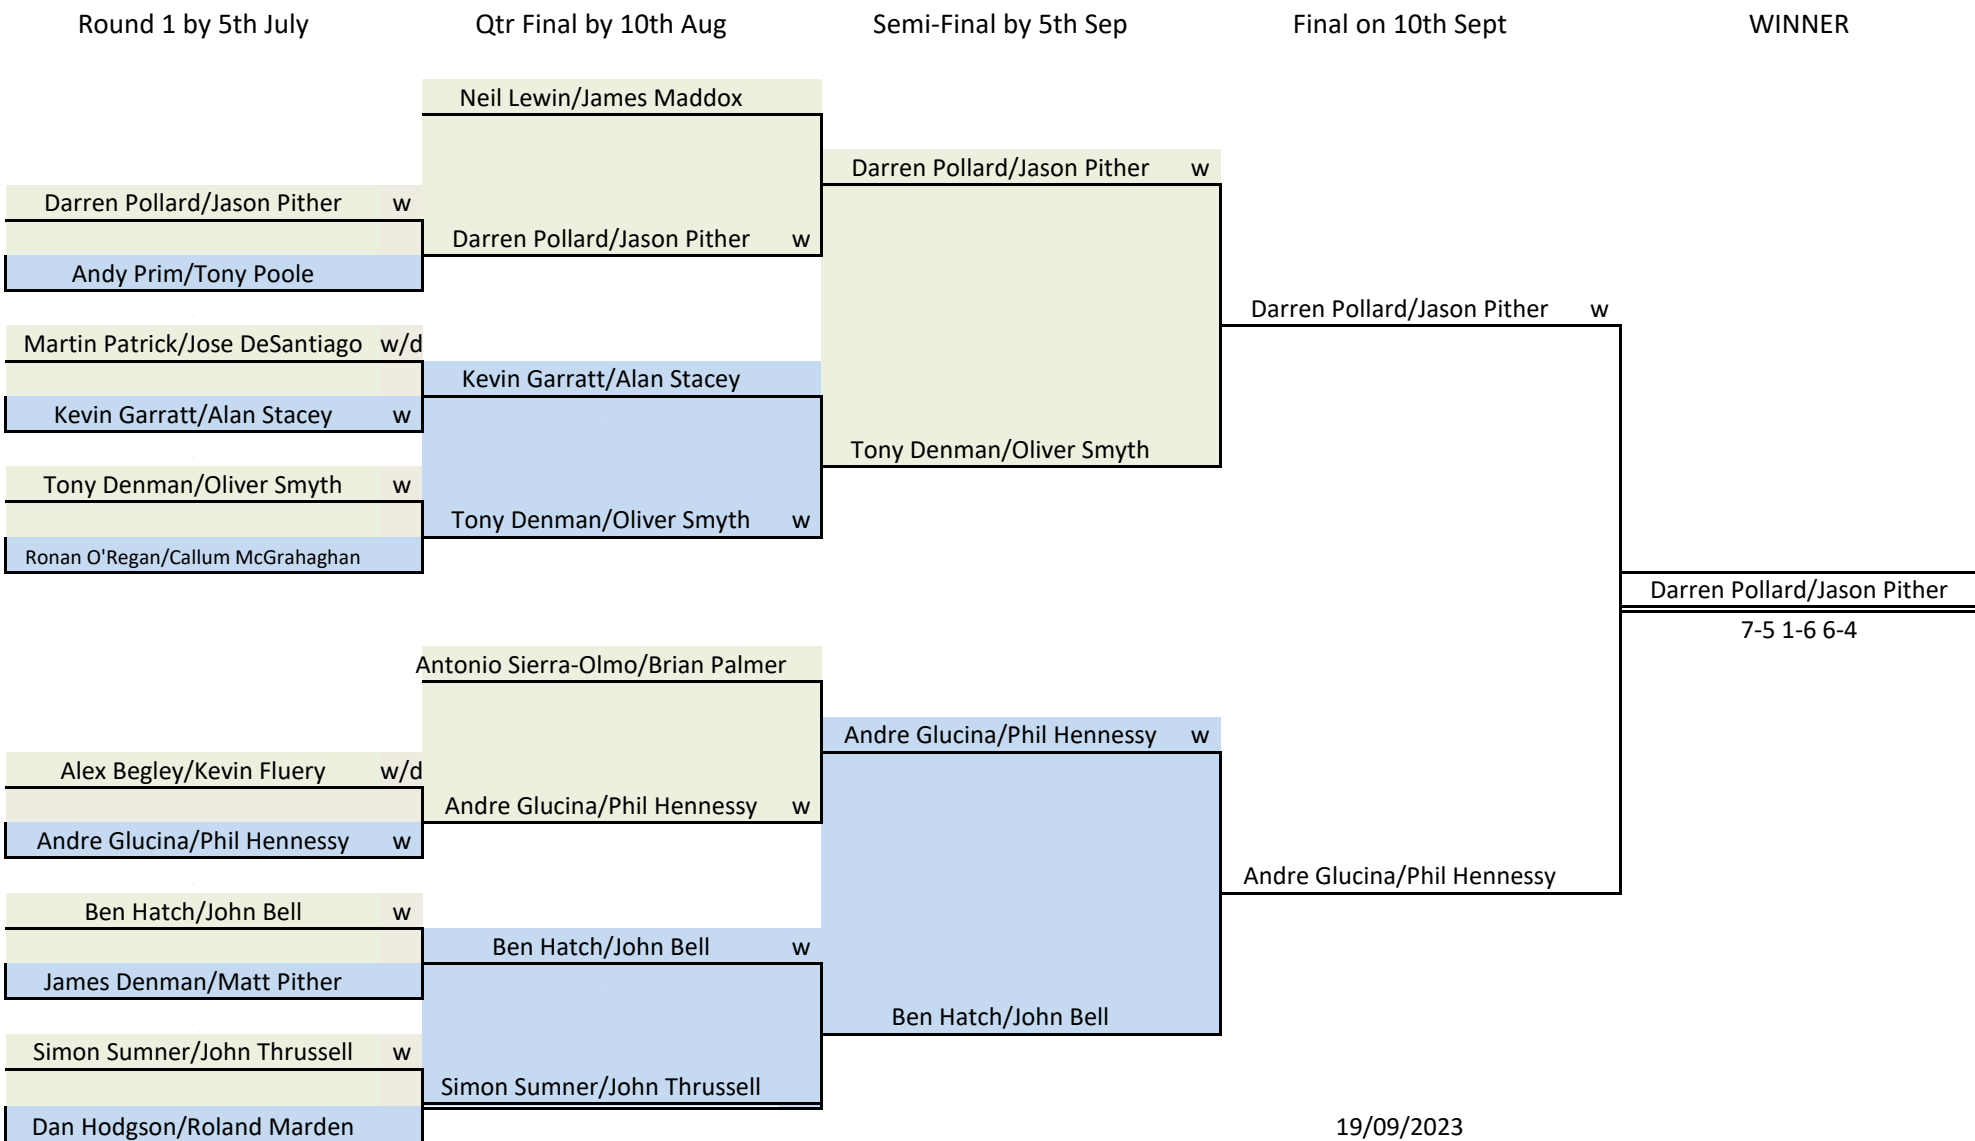 Round 1 by 5th July
Qtr Final by 10th Aug
Semi-Final by 5th Sep
Final on 10th Sept
WINNER
Neil Lewin/James Maddox
Darren Pollard/Jason Pither w
Darren Pollard/Jason Pither w
Darren Pollard/Jason Pither w
Andy Prim/Tony Poole
Darren Pollard/Jason Pither w
Martin Patrick/Jose DeSantiago w/d
Kevin Garratt/Alan Stacey
Kevin Garratt/Alan Stacey w
Tony Denman/Oliver Smyth
Tony Denman/Oliver Smyth w
Tony Denman/Oliver Smyth w
Ronan O'Regan/Callum McGrahaghan
Darren Pollard/Jason Pither
7-5 1-6 6-4
Antonio Sierra-Olmo/Brian Palmer
Andre Glucina/Phil Hennessy w
Alex Begley/Kevin Fluery w/d
Andre Glucina/Phil Hennessy w
Andre Glucina/Phil Hennessy w
Andre Glucina/Phil Hennessy
Ben Hatch/John Bell w
Ben Hatch/John Bell w
James Denman/Matt Pither
Ben Hatch/John Bell
Simon Sumner/John Thrussell w
Simon Sumner/John Thrussell
Dan Hodgson/Roland Marden
19/09/2023